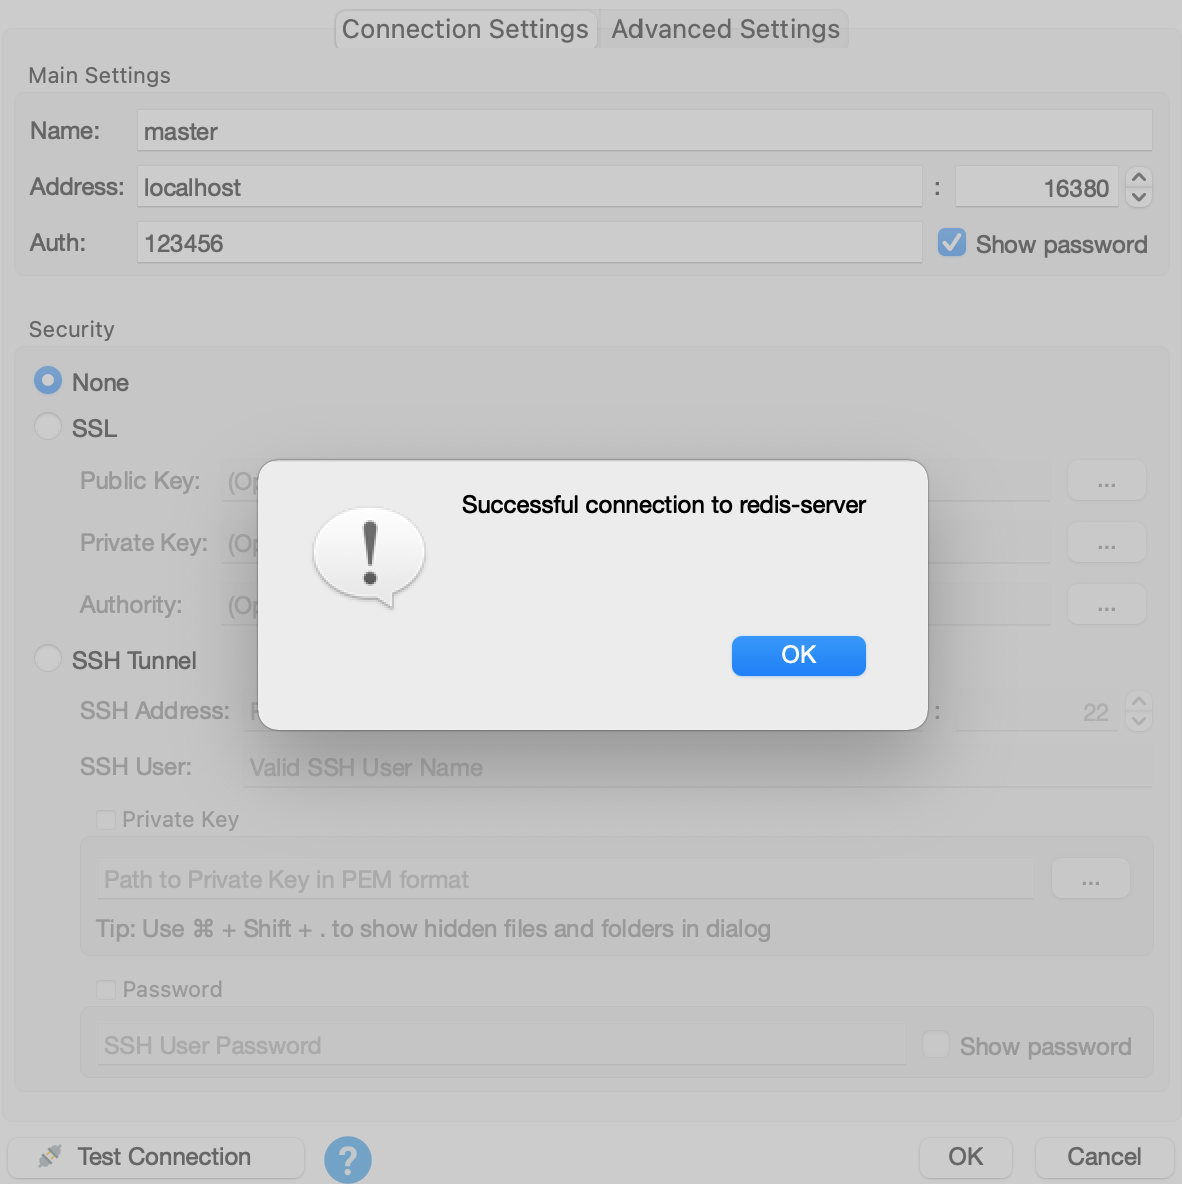 Connection Settings Advanced Settings
Main Settings
Name: master
Address: localhost : 16380
Auth: 123456 Show password
Security
None
SSL
Public Key: (Op ...
Private Key: (Op ...
Authority: (Op ...
Successful connection to redis-server
OK
SSH Tunnel
SSH Address: : 22
SSH User: Valid SSH User Name
Private Key
Path to Private Key in PEM format ...
Tip: Use ⌘ + Shift + . to show hidden files and folders in dialog
Password
SSH User Password Show password
Test Connection ? OK Cancel